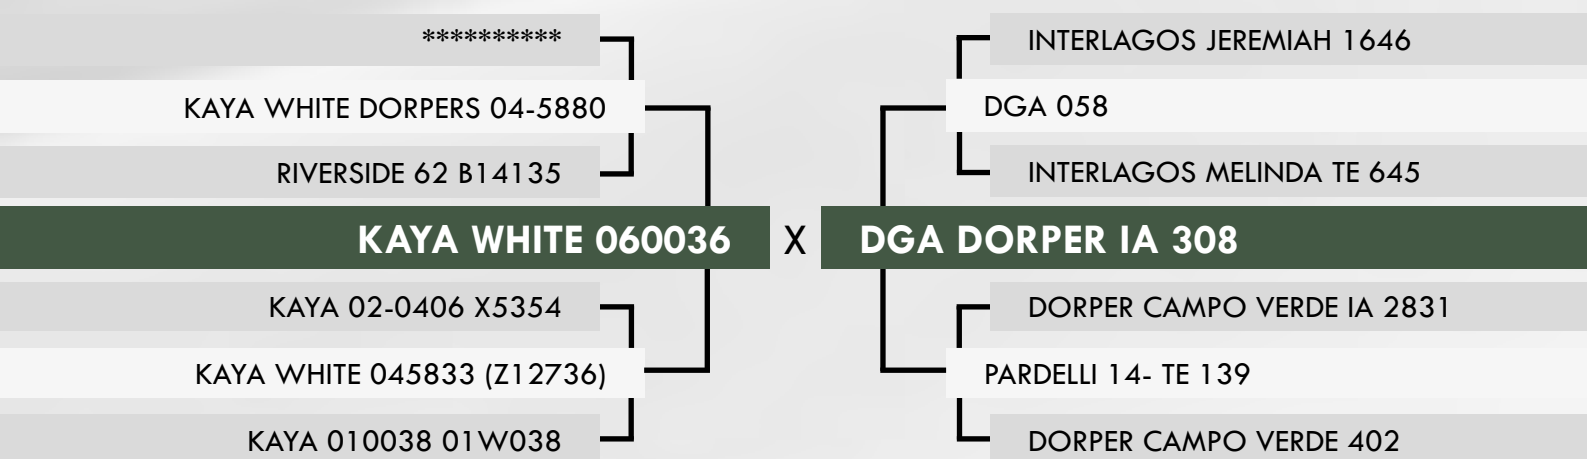 **********
KAYA WHITE DORPERS 04-5880
RIVERSIDE 62 B14135
KAYA WHITE 060036
KAYA 02-0406 X5354
KAYA WHITE 045833 (Z12736)
KAYA 010038 01W038
X
INTERLAGOS JEREMIAH 1646
DGA 058
INTERLAGOS MELINDA TE 645
DGA DORPER IA 308
DORPER CAMPO VERDE IA 2831
PARDELLI 14- TE 139
DORPER CAMPO VERDE 402